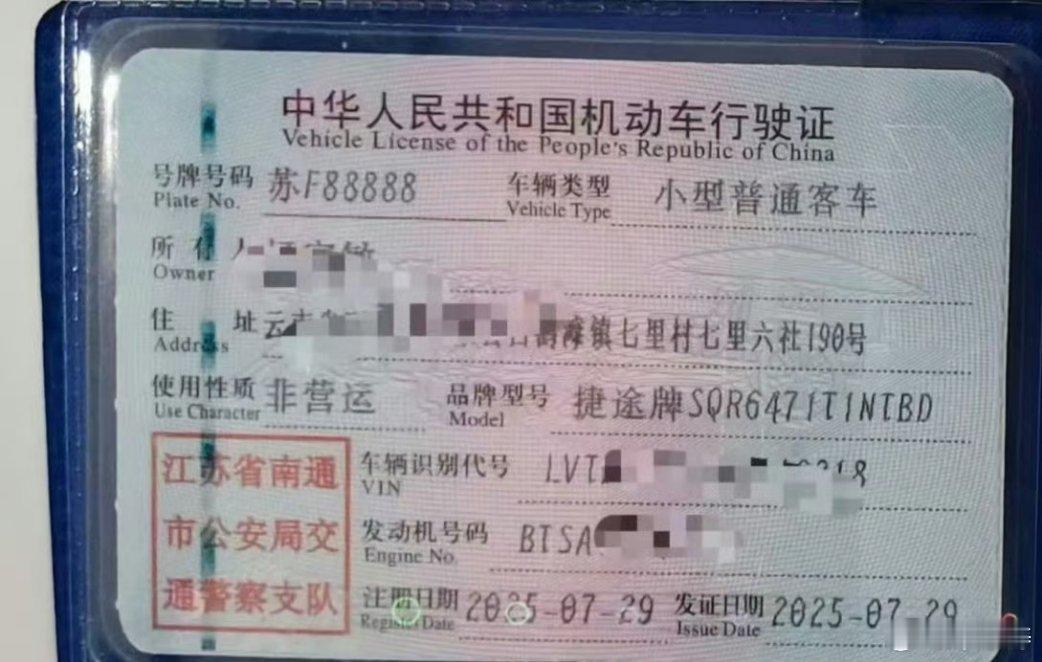 中华人民共和国机动车行驶证
Vehicle License of the People's Republic of China
号牌号码 苏F88888 车辆类型 小型普通客车
Plate No. Vehicle Type
所有人
Owner
住址 滩镇七里村七里六社190号
Address
使用性质 非营运 品牌型号 捷途牌SQR6471T1NTBD
Use Character Model
江苏省南通 车辆识别代号 LVT
VIN
市公安局交 发动机号码 BTSA
Engine No.
通警察支队 注册日期 2025-07-29 发证日期 2025-07-29
Register Date Issue Date